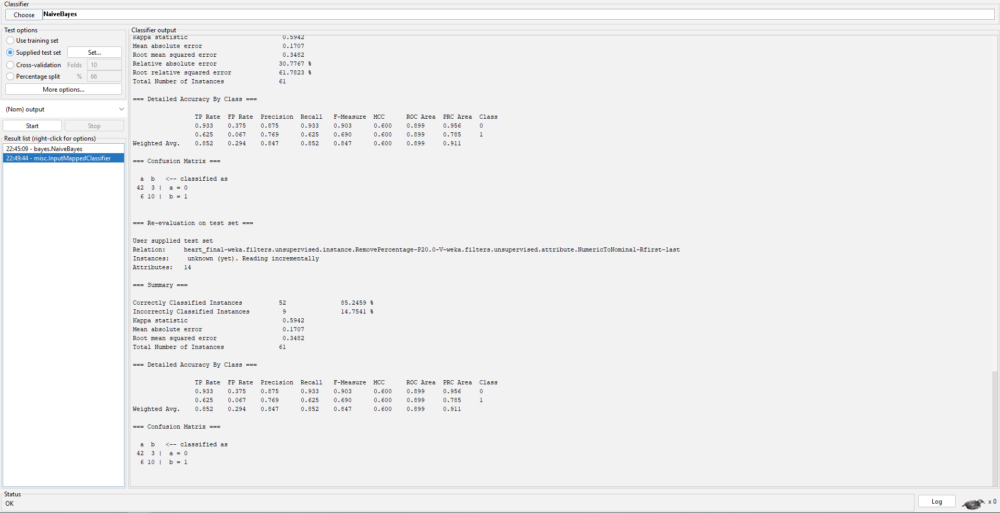 Classifier
Choose NaiveBayes
Test options
Use training set
Supplied test set Set...
Cross-validation Folds 10
Percentage split % 66
More options...
(Nom) output
Start Stop
Result list (right-click for options)
22:45:09 - bayes.NaiveBayes
22:49:44 - misc.InputMappedClassifier
Classifier output
Kappa statistic 0.5942
Mean absolute error 0.1707
Root mean squared error 0.3482
Relative absolute error 30.7767 %
Root relative squared error 61.7823 %
Total Number of Instances 61
=== Detailed Accuracy By Class ===
TP Rate FP Rate Precision Recall F-Measure MCC ROC Area PRC Area Class
0.933 0.375 0.875 0.933 0.903 0.600 0.899 0.956 0
0.625 0.067 0.769 0.625 0.690 0.600 0.899 0.785 1
Weighted Avg. 0.852 0.294 0.847 0.852 0.847 0.600 0.899 0.911
=== Confusion Matrix ===
a b <-- classified as
42 3 | a = 0
6 10 | b = 1
=== Re-evaluation on test set ===
User supplied test set
Relation: heart_final-weka.filters.unsupervised.instance.RemovePercentage-P20.0-V-weka.filters.unsupervised.attribute.NumericToNominal-Rfirst-last
Instances: unknown (yet). Reading incrementally
Attributes: 14
=== Summary ===
Correctly Classified Instances 52 85.2459 %
Incorrectly Classified Instances 9 14.7541 %
Kappa statistic 0.5942
Mean absolute error 0.1707
Root mean squared error 0.3482
Total Number of Instances 61
=== Detailed Accuracy By Class ===
TP Rate FP Rate Precision Recall F-Measure MCC ROC Area PRC Area Class
0.933 0.375 0.875 0.933 0.903 0.600 0.899 0.956 0
0.625 0.067 0.769 0.625 0.690 0.600 0.899 0.785 1
Weighted Avg. 0.852 0.294 0.847 0.852 0.847 0.600 0.899 0.911
=== Confusion Matrix ===
a b <-- classified as
42 3 | a = 0
6 10 | b = 1
Status
OK
Log
x 0